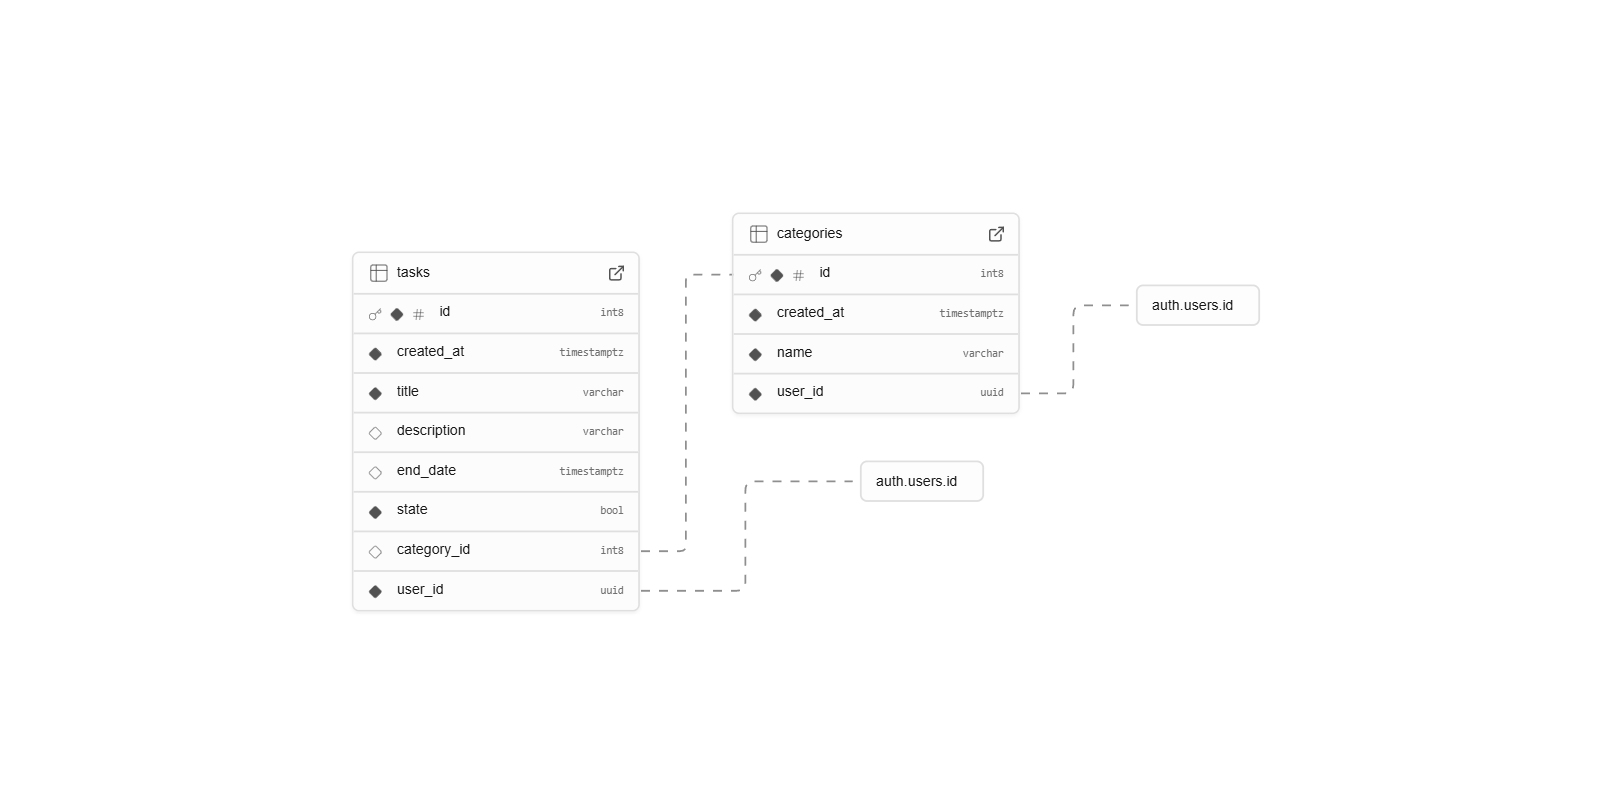 tasks
id int8
created_at timestamptz
title varchar
description varchar
end_date timestamptz
state bool
category_id int8
user_id uuid
categories
id int8
created_at timestamptz
name varchar
user_id uuid
auth.users.id
auth.users.id